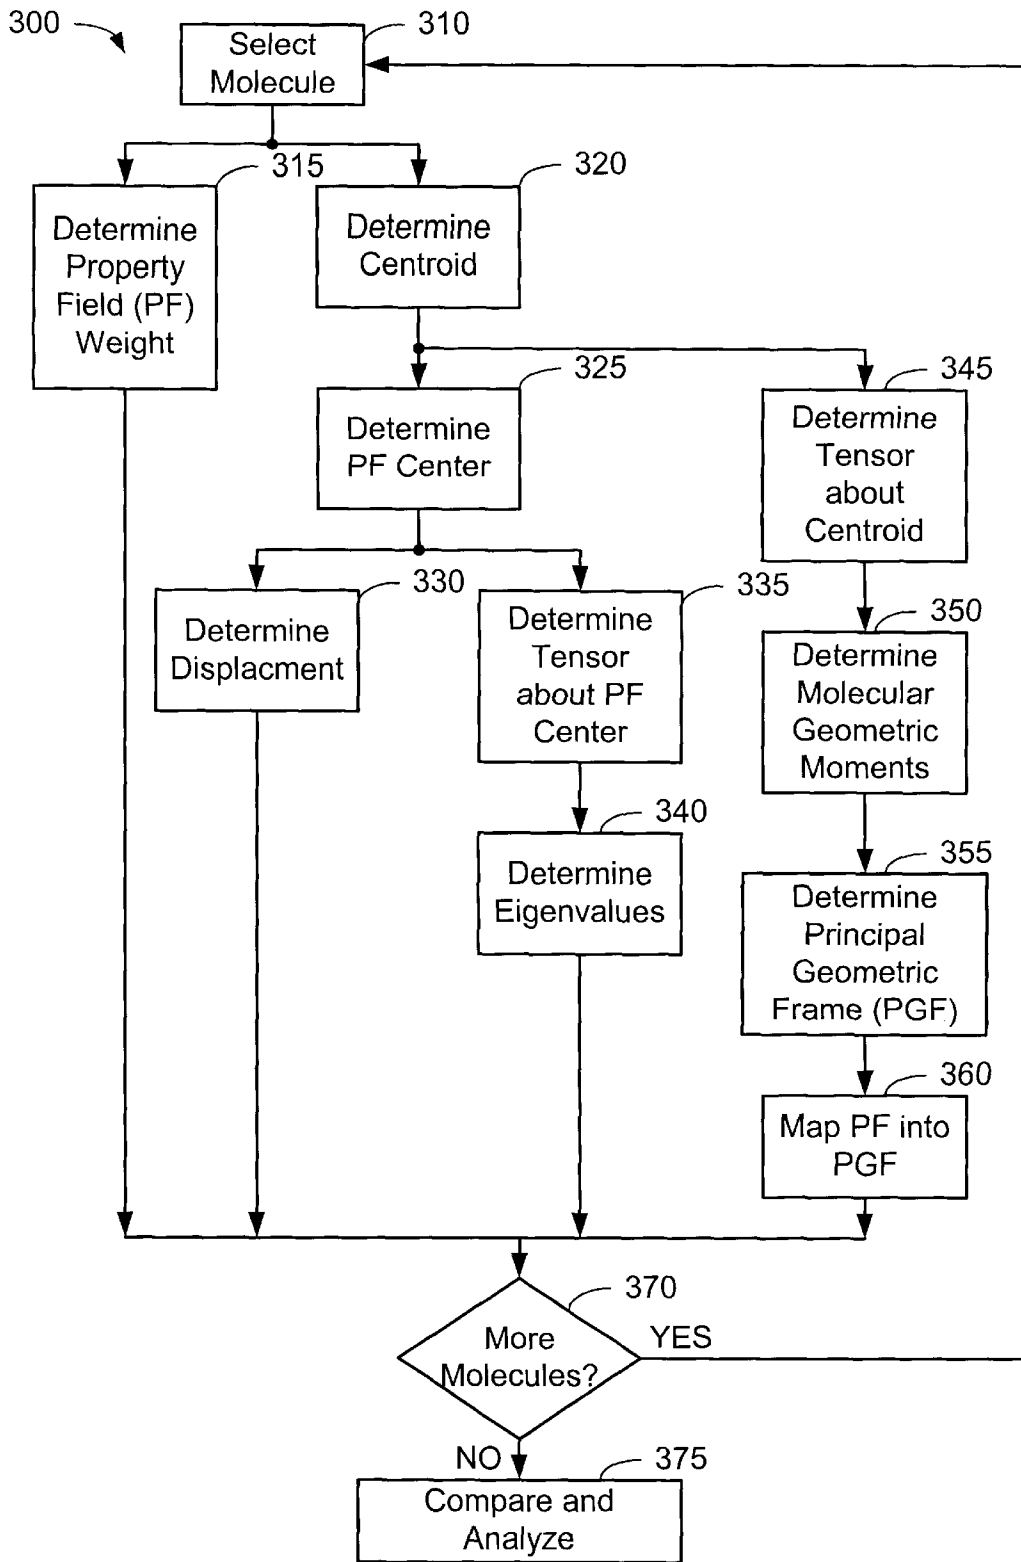 300
310
Select
Molecule
315
Determine
Property
Field (PF)
Weight
320
Determine
Centroid
325
Determine
PF Center
345
Determine
Tensor
about
Centroid
330
Determine
Displacment
335
Determine
Tensor
about PF
Center
350
Determine
Molecular
Geometric
Moments
340
Determine
Eigenvalues
355
Determine
Principal
Geometric
Frame (PGF)
360
Map PF into
PGF
370
More
Molecules?
YES
NO
375
Compare and
Analyze